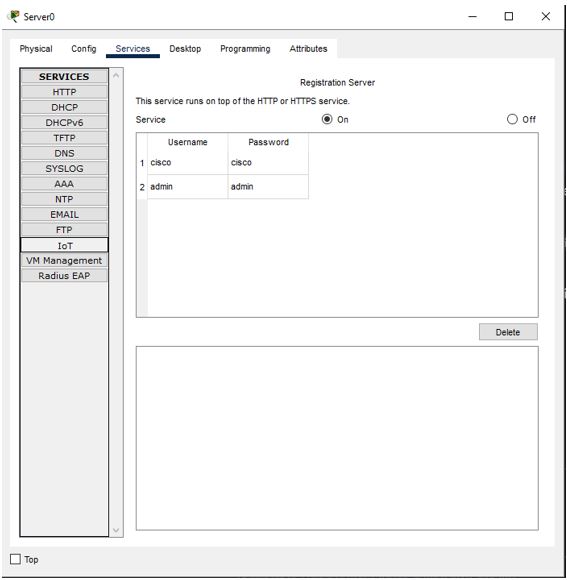 Server0
Physical Config Services Desktop Programming Attributes
SERVICES
HTTP
DHCP
DHCPv6
TFTP
DNS
SYSLOG
AAA
NTP
EMAIL
FTP
IoT
VM Management
Radius EAP
Registration Server
This service runs on top of the HTTP or HTTPS service.
Service On Off
Username Password
1 cisco cisco
2 admin admin
Delete
Top